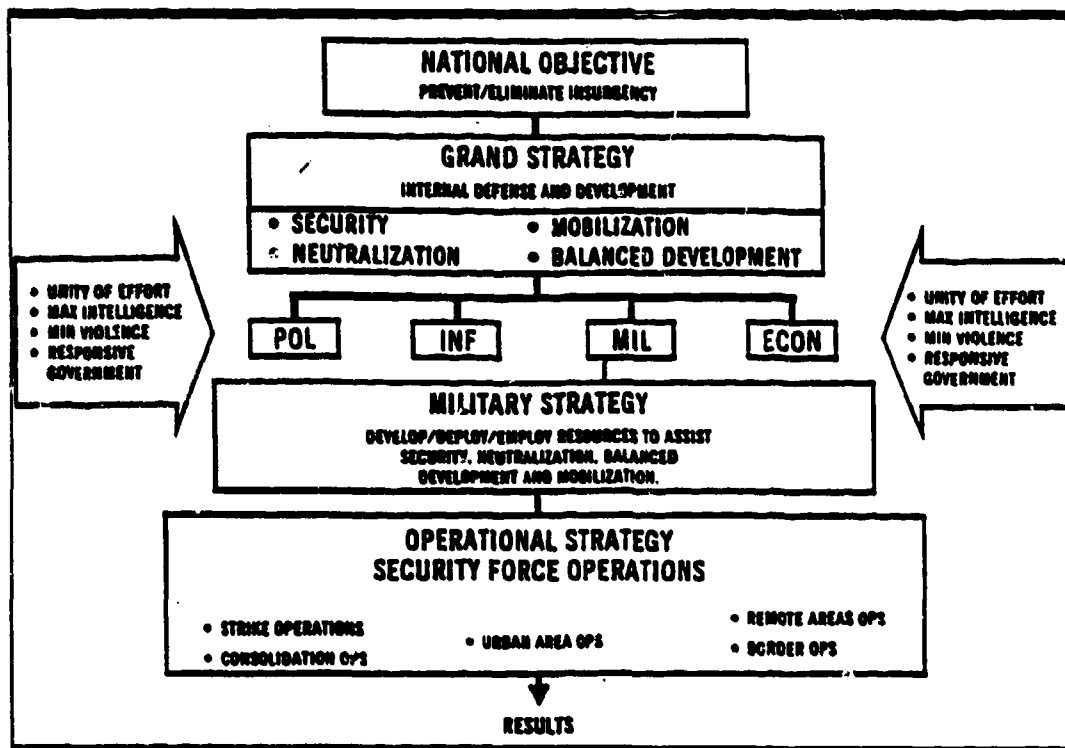 NATIONAL OBJECTIVE
PREVENT/ELIMINATE INSURGENCY
GRAND STRATEGY
INTERNAL DEFENSE AND DEVELOPMENT
• SECURITY
• NEUTRALIZATION
• MOBILIZATION
• BALANCED DEVELOPMENT
• UNITY OF EFFORT
• MAX INTELLIGENCE
• MIN VIOLENCE
• RESPONSIVE
GOVERNMENT
POL
INF
MIL
ECON
• UNITY OF EFFORT
• MAX INTELLIGENCE
• MIN VIOLENCE
• RESPONSIVE
GOVERNMENT
MILITARY STRATEGY
DEVELOP/DEPLOY/EMPLOY RESOURCES TO ASSIST
SECURITY, NEUTRALIZATION, BALANCED
DEVELOPMENT AND MOBILIZATION.
OPERATIONAL STRATEGY
SECURITY FORCE OPERATIONS
• STRIKE OPERATIONS
• CONSOLIDATION OPS
• URBAN AREA OPS
• REMOTE AREAS OPS
• BORDER OPS
RESULTS